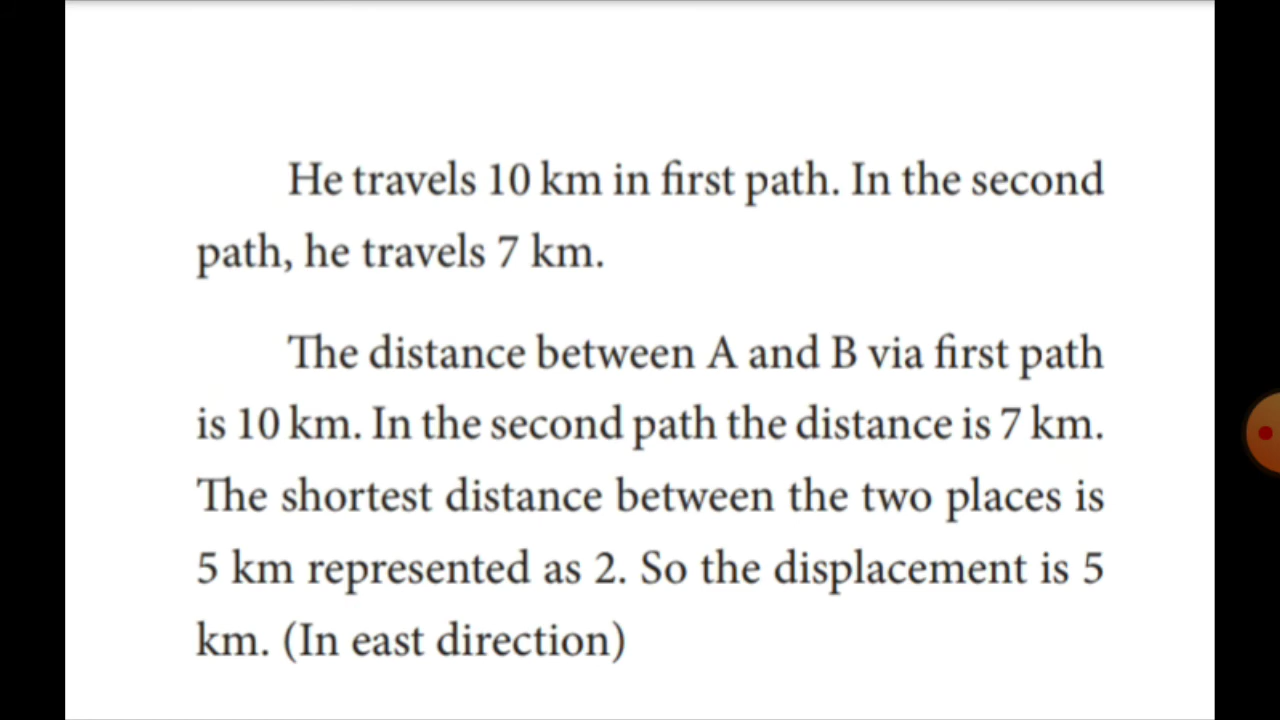 He travels 10 km in first path. In the second
path, he travels 7 km.
The distance between A and B via first path
is 10 km. In the second path the distance is 7 km.
The shortest distance between the two places is
5 km represented as 2. So the displacement is 5
km. (In east direction)